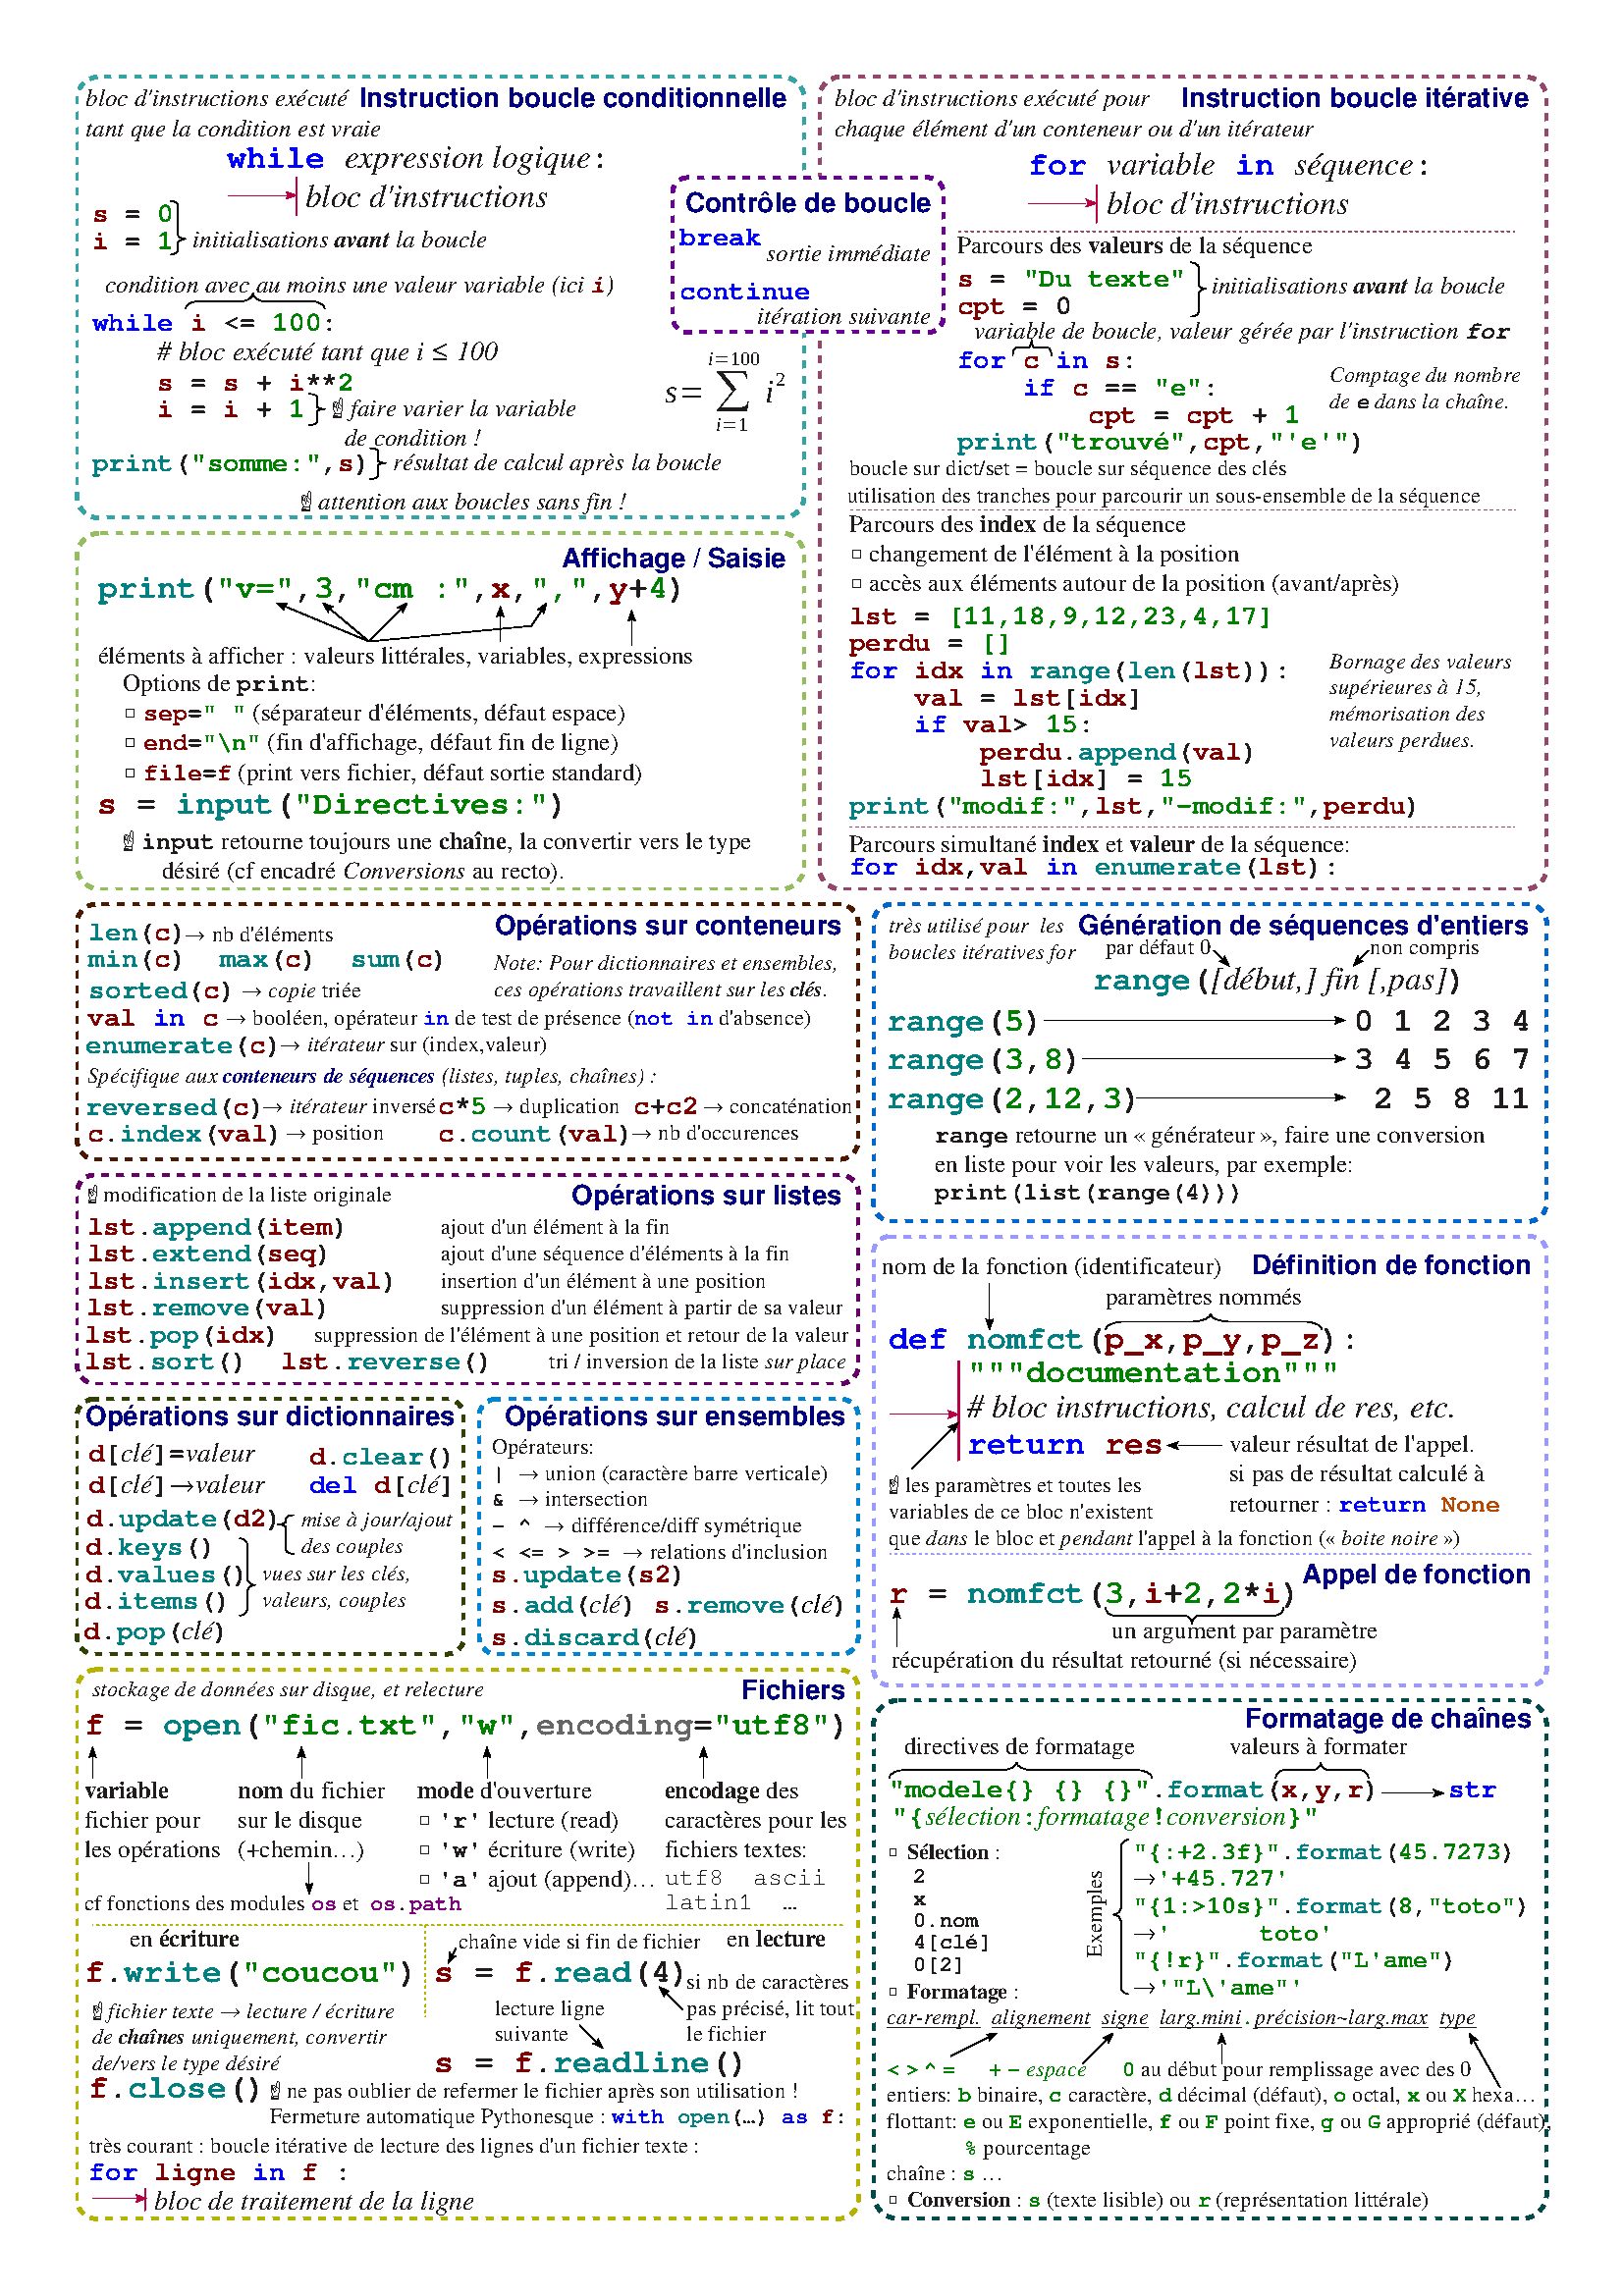 bloc d'instructions exécuté Instruction boucle conditionnelle
tant que la condition est vraie
while expression logique:
bloc d'instructions
s = 0
i = 1
initialisations avant la boucle
condition avec au moins une valeur variable (ici i)
while i <= 100:
# bloc exécuté tant que i ≤ 100
s = s + i**2
i = i + 1 ☝ faire varier la variable
de condition !
print("somme:",s) résultat de calcul après la boucle
☝ attention aux boucles sans fin !
i=100
s=∑ i²
i=1
Contrôle de boucle
break
sortie immédiate
continue
itération suivante
bloc d'instructions exécuté pour Instruction boucle itérative
chaque élément d'un conteneur ou d'un itérateur
for variable in séquence:
bloc d'instructions
Parcours des valeurs de la séquence
s = "Du texte"
cpt = 0
initialisations avant la boucle
variable de boucle, valeur gérée par l'instruction for
for c in s:
if c == "e":
cpt = cpt + 1
print("trouvé",cpt,"'e'")
Comptage du nombre
de e dans la chaîne.
boucle sur dict/set = boucle sur séquence des clés
utilisation des tranches pour parcourir un sous-ensemble de la séquence
Parcours des index de la séquence
▫ changement de l'élément à la position
▫ accès aux éléments autour de la position (avant/après)
lst = [11,18,9,12,23,4,17]
perdu = []
for idx in range(len(lst)):
val = lst[idx]
if val> 15:
perdu.append(val)
lst[idx] = 15
print("modif:",lst,"-modif:",perdu)
Bornage des valeurs
supérieures à 15,
mémorisation des
valeurs perdues.
Parcours simultané index et valeur de la séquence:
for idx,val in enumerate(lst):
Affichage / Saisie
print("v=",3,"cm :",x,",",y+4)
éléments à afficher : valeurs littérales, variables, expressions
Options de print:
▫ sep=" " (séparateur d'éléments, défaut espace)
▫ end="\n" (fin d'affichage, défaut fin de ligne)
▫ file=f (print vers fichier, défaut sortie standard)
s = input("Directives:")
☝ input retourne toujours une chaîne, la convertir vers le type
désiré (cf encadré Conversions au recto).
Opérations sur conteneurs
len(c)→ nb d'éléments
min(c) max(c) sum(c)
sorted(c) → copie triée
Note: Pour dictionnaires et ensembles,
ces opérations travaillent sur les clés.
val in c → booléen, opérateur in de test de présence (not in d'absence)
enumerate(c)→ itérateur sur (index,valeur)
Spécifique aux conteneurs de séquences (listes, tuples, chaînes) :
reversed(c)→ itérateur inversé c*5 → duplication c+c2 → concaténation
c.index(val) → position c.count(val)→ nb d'occurences
très utilisé pour les Génération de séquences d'entiers
boucles itératives for
par défaut 0 non compris
range([début,] fin [,pas])
range(5) 0 1 2 3 4
range(3,8) 3 4 5 6 7
range(2,12,3) 2 5 8 11
range retourne un « générateur », faire une conversion
en liste pour voir les valeurs, par exemple:
print(list(range(4)))
☝ modification de la liste originale Opérations sur listes
lst.append(item) ajout d'un élément à la fin
lst.extend(seq) ajout d'une séquence d'éléments à la fin
lst.insert(idx,val) insertion d'un élément à une position
lst.remove(val) suppression d'un élément à partir de sa valeur
lst.pop(idx) suppression de l'élément à une position et retour de la valeur
lst.sort() lst.reverse() tri / inversion de la liste sur place
Opérations sur dictionnaires
d[clé]=valeur d.clear()
d[clé]→valeur del d[clé]
d.update(d2) mise à jour/ajout
des couples
d.keys()
d.values()
d.items()
vues sur les clés,
valeurs, couples
d.pop(clé)
Opérations sur ensembles
Opérateurs:
| → union (caractère barre verticale)
& → intersection
- ^ → différence/diff symétrique
< <= > >= → relations d'inclusion
s.update(s2)
s.add(clé) s.remove(clé)
s.discard(clé)
nom de la fonction (identificateur) Définition de fonction
paramètres nommés
def nomfct(p_x,p_y,p_z):
"""documentation"""
# bloc instructions, calcul de res, etc.
return res valeur résultat de l'appel.
si pas de résultat calculé à
retourner : return None
☝ les paramètres et toutes les
variables de ce bloc n'existent
que dans le bloc et pendant l'appel à la fonction (« boite noire »)
Appel de fonction
r = nomfct(3,i+2,2*i)
un argument par paramètre
récupération du résultat retourné (si nécessaire)
stockage de données sur disque, et relecture Fichiers
f = open("fic.txt","w",encoding="utf8")
variable
fichier pour
les opérations
nom du fichier
sur le disque
(+chemin…)
mode d'ouverture
▫ 'r' lecture (read)
▫ 'w' écriture (write)
▫ 'a' ajout (append)…
encodage des
caractères pour les
fichiers textes:
utf8 ascii
latin1 …
cf fonctions des modules os et os.path
en écriture
f.write("coucou")
☝ fichier texte → lecture / écriture
de chaînes uniquement, convertir
de/vers le type désiré
chaîne vide si fin de fichier en lecture
s = f.read(4)
si nb de caractères
pas précisé, lit tout
le fichier
lecture ligne
suivante
s = f.readline()
f.close() ☝ ne pas oublier de refermer le fichier après son utilisation !
Fermeture automatique Pythonesque : with open(…) as f:
très courant : boucle itérative de lecture des lignes d'un fichier texte :
for ligne in f :
bloc de traitement de la ligne
Formatage de chaînes
directives de formatage valeurs à formater
"modele{} {} {}".format(x,y,r) str
"{sélection:formatage!conversion}"
▫ Sélection :
2
x
0.nom
4[clé]
0[2]
Exemples
"{:+2.3f}".format(45.7273)
→'+45.727'
"{1:>10s}".format(8,"toto")
→'      toto'
"{!r}".format("L'ame")
→'"L\'ame"'
▫ Formatage :
car-rempl. alignement signe larg.mini.précision~larg.max type
< > ^ = + - espace 0 au début pour remplissage avec des 0
entiers: b binaire, c caractère, d décimal (défaut), o octal, x ou X hexa…
flottant: e ou E exponentielle, f ou F point fixe, g ou G approprié (défaut),
% pourcentage
chaîne : s …
▫ Conversion : s (texte lisible) ou r (représentation littérale)